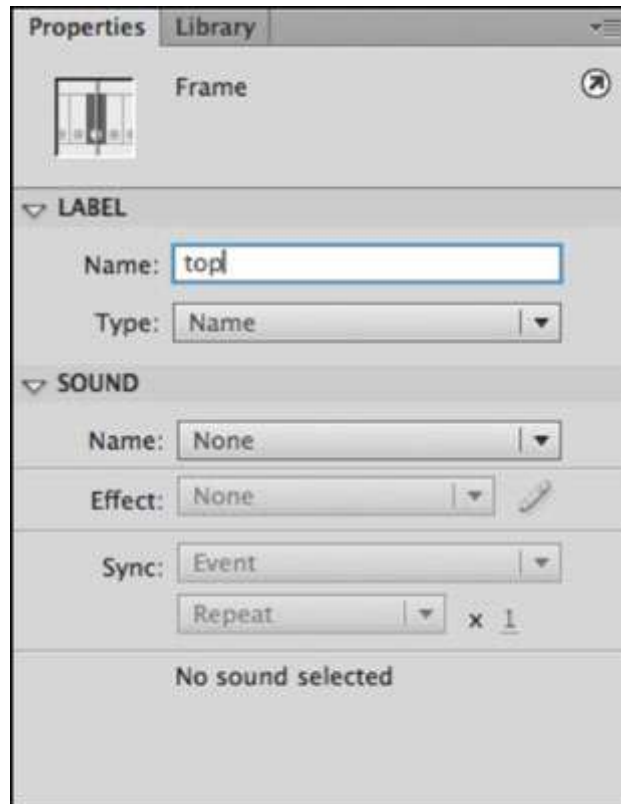 Properties Library
Frame
LABEL
Name: top
Type: Name
SOUND
Name: None
Effect: None
Sync: Event
Repeat x 1
No sound selected